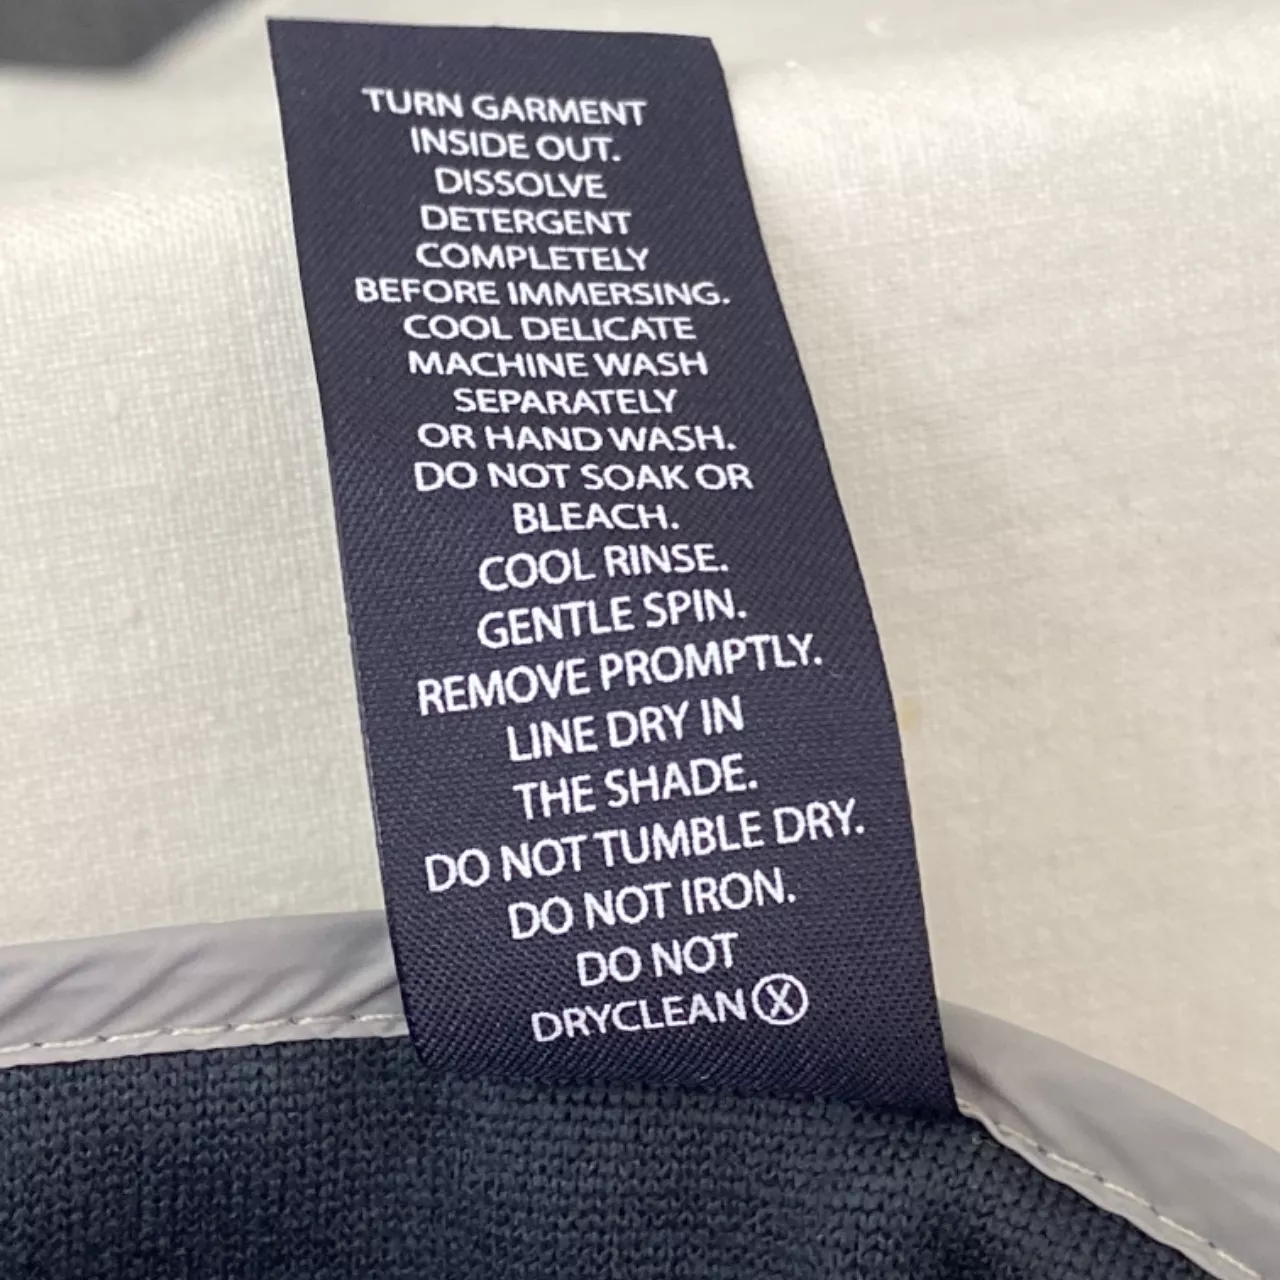 TURN GARMENT
INSIDE OUT.
DISSOLVE
DETERGENT
COMPLETELY
BEFORE IMMERSING.
COOL DELICATE
MACHINE WASH
SEPARATELY
OR HAND WASH.
DO NOT SOAK OR
BLEACH.
COOL RINSE.
GENTLE SPIN.
REMOVE PROMPTLY.
LINE DRY IN
THE SHADE.
DO NOT TUMBLE DRY.
DO NOT IRON.
DO NOT
DRYCLEAN Ⓧ